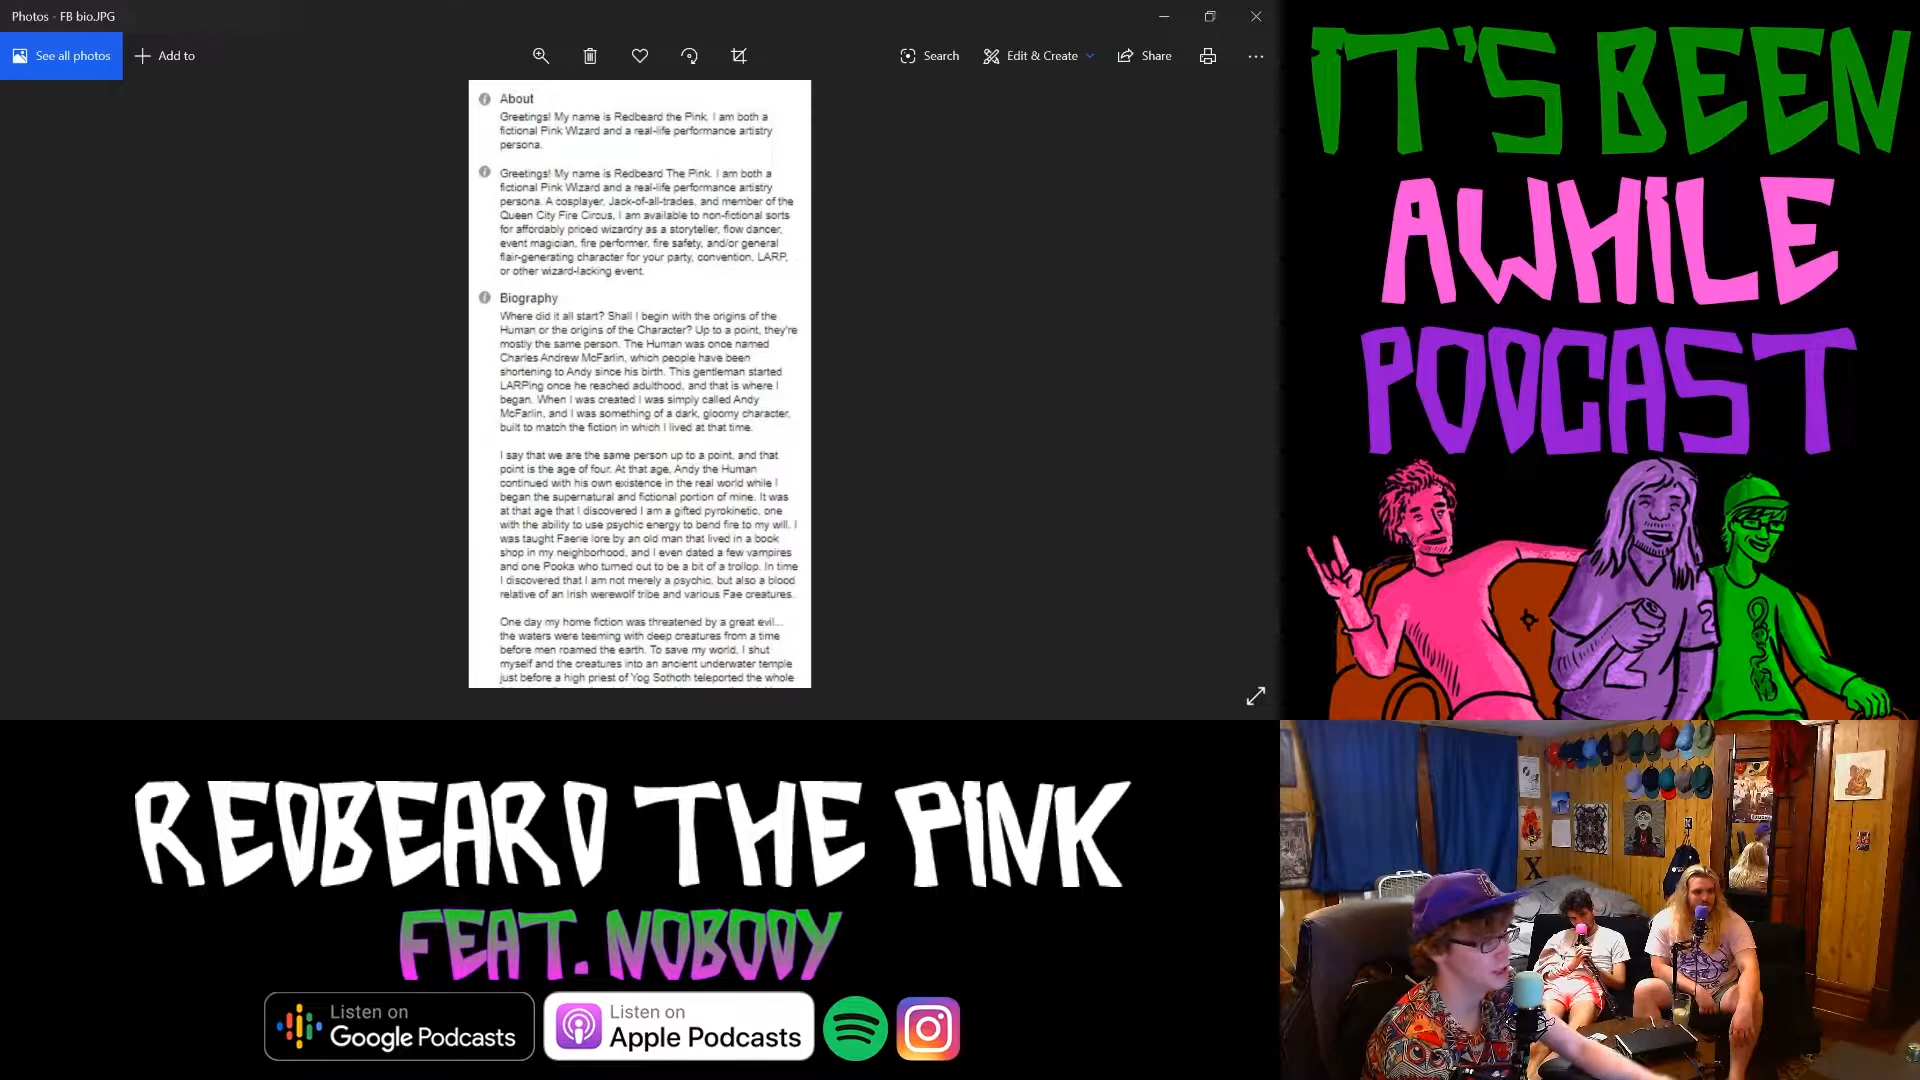 Photos - FB bio.JPG
See all photos
Add to
Search
Edit & Create
Share
About
Greetings! My name is Redbeard the Pink. I am both a
fictional Pink Wizard and a real-life performance artistry
persona.
Greetings! My name is Redbeard The Pink. I am both a
fictional Pink Wizard and a real-life performance artistry
persona. A cosplayer, Jack-of-all-trades, and member of the
Queen City Fire Circus, I am available to non-fictional sorts
for affordably priced wizardry as a storyteller, flow dancer,
event magician, fire performer, fire safety, and/or general
flair-generating character for your party, convention, LARP,
or other wizard-lacking event.
Biography
Where did it all start? Shall I begin with the origins of the
Human or the origins of the Character? Up to a point, they're
mostly the same person. The Human was once named
Charles Andrew McFarlin, which people have been
shortening to Andy since his birth. This gentleman started
LARPing once he reached adulthood, and that is where I
began. When I was created I was simply called Andy
McFarlin, and I was something of a dark, gloomy character,
built to match the fiction in which I lived at that time.
I say that we are the same person up to a point, and that
point is the age of four. At that age, Andy the Human
continued with his own existence in the real world while I
began the supernatural and fictional portion of mine. It was
at that age that I discovered I am a gifted pyrokinetic, one
with the ability to use psychic energy to bend fire to my will. I
was taught Faerie lore by an old man that lived in a book
shop in my neighborhood, and I even dated a few vampires
and one Pooka who turned out to be a bit of a trollop. In time
I discovered that I am not merely a psychic, but also a blood
relative of an Irish werewolf tribe and various Fae creatures.
One day my home fiction was threatened by a great evil...
the waters were teeming with deep creatures from a time
before men roamed the earth. To save my world, I shut
myself and the creatures into an ancient underwater temple
just before a high priest of Yog Sothoth teleported the whole
IT'S BEEN
AWHILE
PODCAST
2
2
REDBEARD THE PINK
FEAT. NOBODY
Listen on
Google Podcasts
Listen on
Apple Podcasts
X